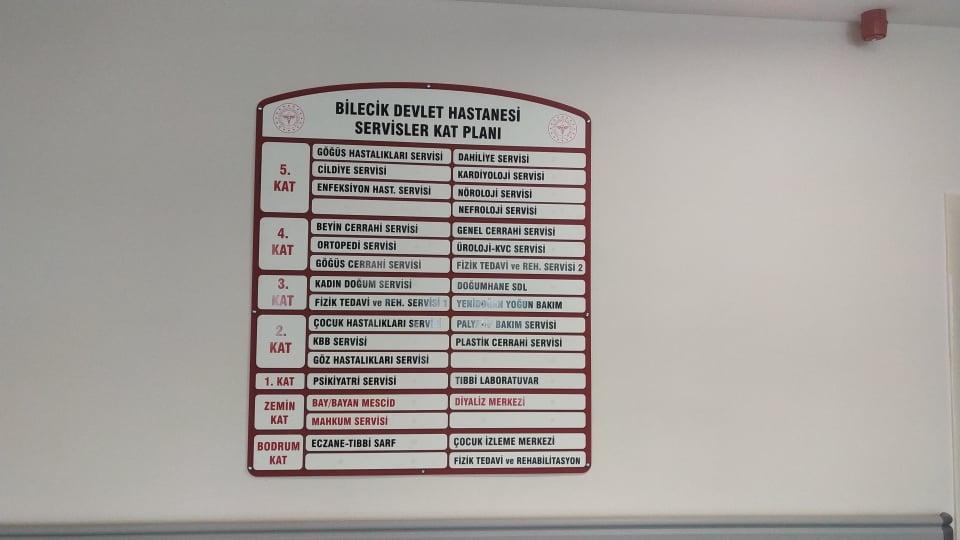 BİLECİK DEVLET HASTANESİ
SERVİSLER KAT PLANI
5. KAT
GÖĞÜS HASTALIKLARI SERVİSİ
DAHİLİYE SERVİSİ
CİLDİYE SERVİSİ
KARDİYOLOJİ SERVİSİ
ENFEKSİYON HAST. SERVİSİ
NÖROLOJİ SERVİSİ
NEFROLOJİ SERVİSİ
4. KAT
BEYİN CERRAHİ SERVİSİ
GENEL CERRAHİ SERVİSİ
ORTOPEDİ SERVİSİ
ÜROLOJİ-KVC SERVİSİ
GÖĞÜS CERRAHİ SERVİSİ
FİZİK TEDAVİ ve REH. SERVİSİ 2
3. KAT
KADIN DOĞUM SERVİSİ
DOĞUMHANE SDL
FİZİK TEDAVİ ve REH. SERVİSİ 1
YENİDOĞAN YOĞUN BAKIM
2. KAT
ÇOCUK HASTALIKLARI SERVİSİ
BAKIM SERVİSİ
KBB SERVİSİ
PLASTİK CERRAHİ SERVİSİ
GÖZ HASTALIKLARI SERVİSİ
1. KAT
PSİKİYATRİ SERVİSİ
TIBBİ LABORATUVAR
ZEMİN KAT
BAY/BAYAN MESCİD
DİYALİZ MERKEZİ
MAHKUM SERVİSİ
BODRUM KAT
ECZANE-TIBBİ SARF
ÇOCUK İZLEME MERKEZİ
FİZİK TEDAVİ ve REHABİLİTASYON